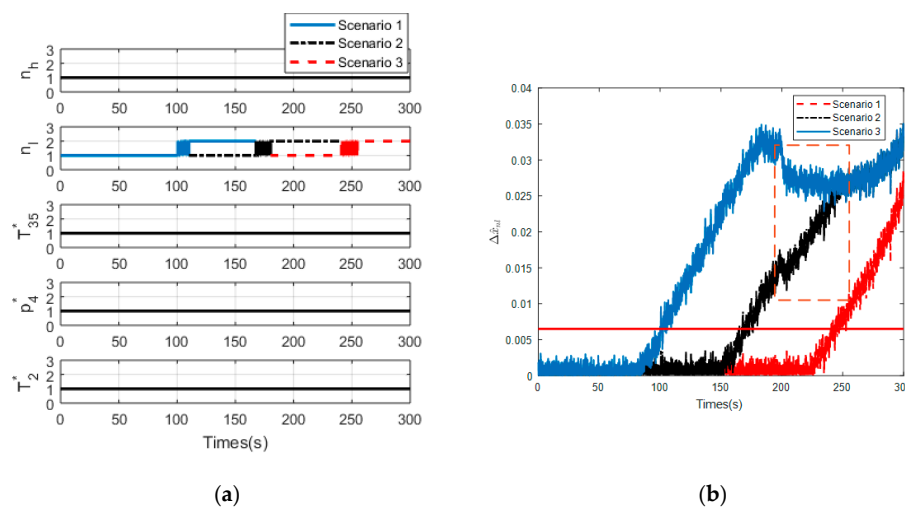 (a)
Scenario 1
Scenario 2
Scenario 3
n_h
3
2
1
0
0 50 100 150 200 250 300
n_l
3
2
1
0
0 50 100 150 200 250 300
T*_35
3
2
1
0
0 50 100 150 200 250 300
p*_4
3
2
1
0
0 50 100 150 200 250 300
T*_2
3
2
1
0
0 50 100 150 200 250 300
Times(s)
(a)
Scenario 1
Scenario 2
Scenario 3
Δx̂_nl
0.04
0.035
0.03
0.025
0.02
0.015
0.01
0.005
0
0 50 100 150 200 250 300
Times(s)
(b)